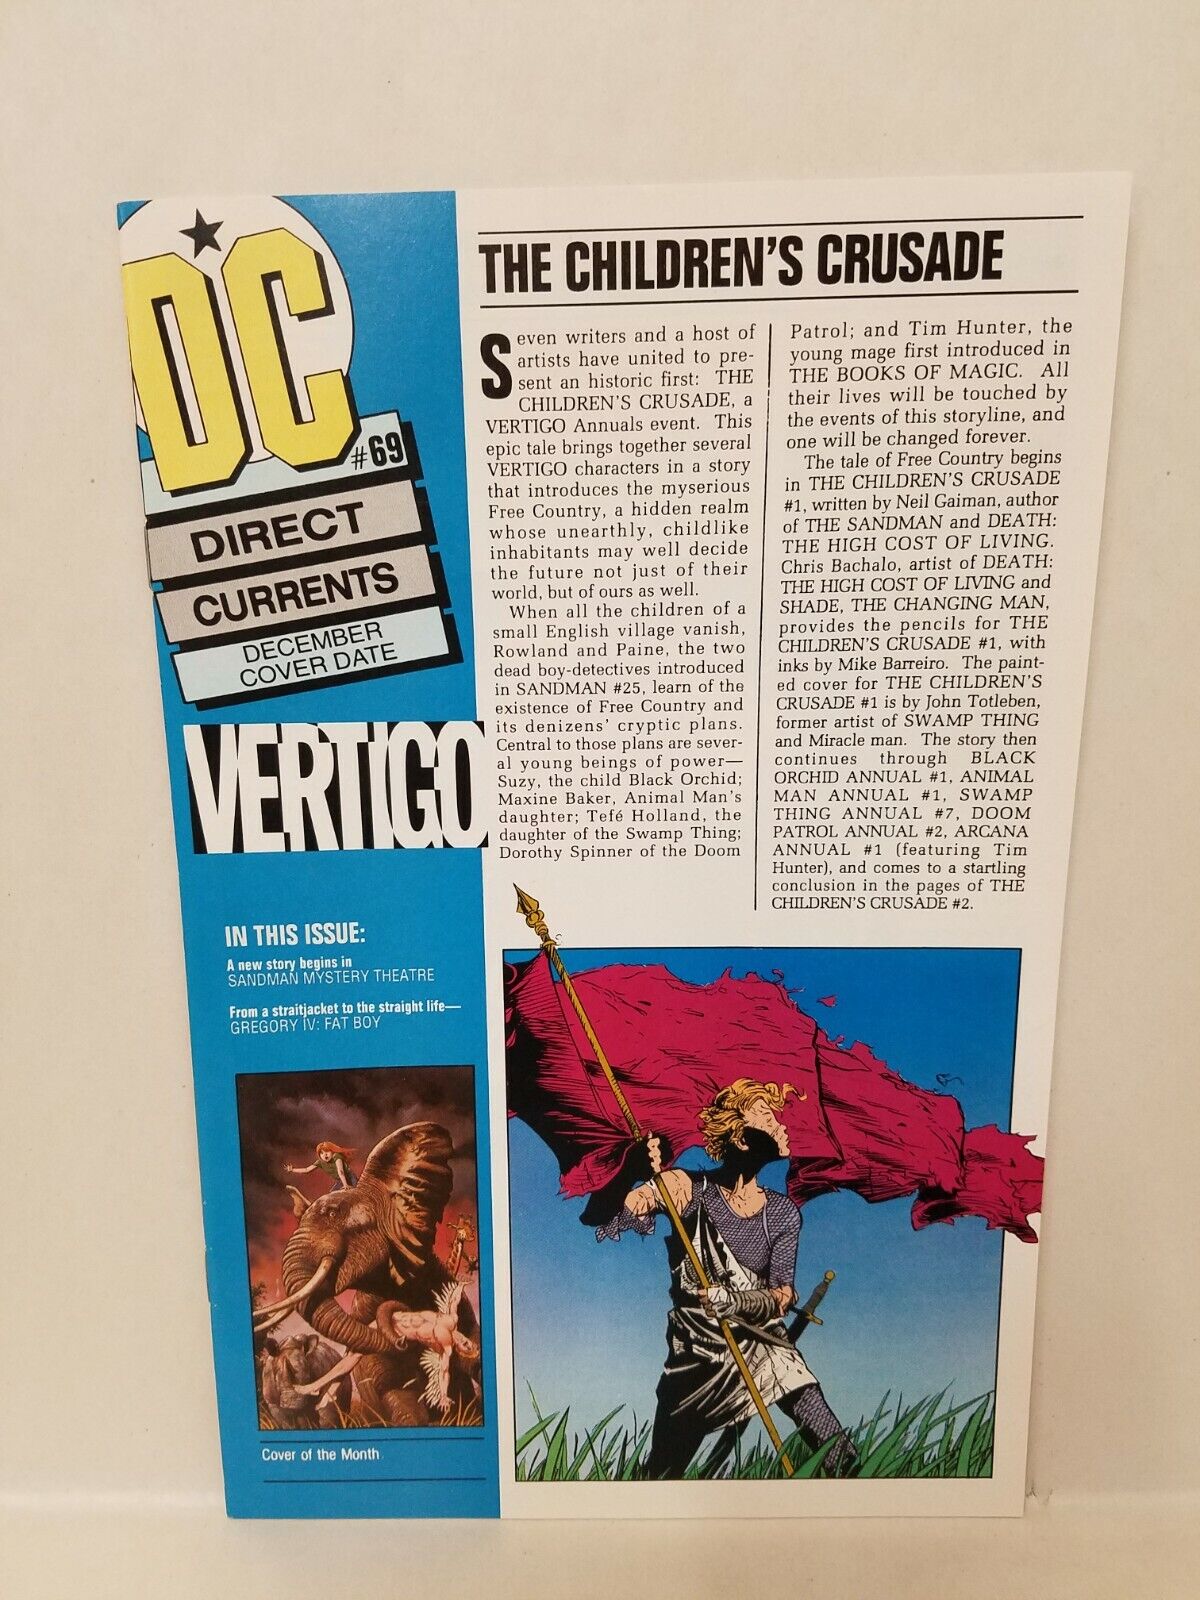 DC
#69
DIRECT
CURRENTS
DECEMBER
COVER DATE
VERTIGO
IN THIS ISSUE:
A new story begins in
SANDMAN MYSTERY THEATRE
From a straitjacket to the straight life—
GREGORY IV: FAT BOY
Cover of the Month
THE CHILDREN'S CRUSADE
Seven writers and a host of
artists have united to pre-
sent an historic first: THE
CHILDREN'S CRUSADE, a
VERTIGO Annuals event. This
epic tale brings together several
VERTIGO characters in a story
that introduces the myserious
Free Country, a hidden realm
whose unearthly, childlike
inhabitants may well decide
the future not just of their
world, but of ours as well.
When all the children of a
small English village vanish,
Rowland and Paine, the two
dead boy-detectives introduced
in SANDMAN #25, learn of the
existence of Free Country and
its denizens' cryptic plans.
Central to those plans are sever-
al young beings of power—
Suzy, the child Black Orchid;
Maxine Baker, Animal Man's
daughter; Tefé Holland, the
daughter of the Swamp Thing;
Dorothy Spinner of the Doom
Patrol; and Tim Hunter, the
young mage first introduced in
THE BOOKS OF MAGIC. All
their lives will be touched by
the events of this storyline, and
one will be changed forever.
The tale of Free Country begins
in THE CHILDREN'S CRUSADE
#1, written by Neil Gaiman, author
of THE SANDMAN and DEATH:
THE HIGH COST OF LIVING.
Chris Bachalo, artist of DEATH:
THE HIGH COST OF LIVING and
SHADE, THE CHANGING MAN,
provides the pencils for THE
CHILDREN'S CRUSADE #1, with
inks by Mike Barreiro. The paint-
ed cover for THE CHILDREN'S
CRUSADE #1 is by John Totleben,
former artist of SWAMP THING
and Miracle man. The story then
continues through BLACK
ORCHID ANNUAL #1, ANIMAL
MAN ANNUAL #1, SWAMP
THING ANNUAL #7, DOOM
PATROL ANNUAL #2, ARCANA
ANNUAL #1 (featuring Tim
Hunter), and comes to a startling
conclusion in the pages of THE
CHILDREN'S CRUSADE #2.